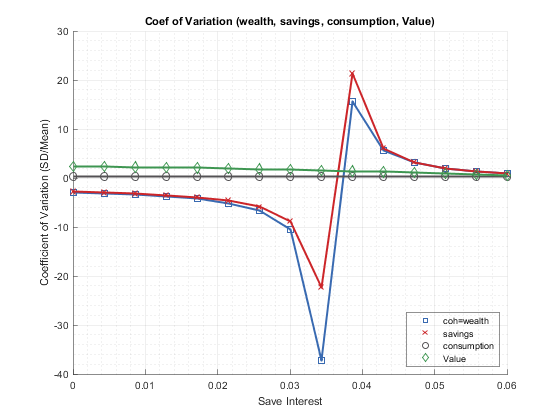 Coef of Variation (wealth, savings, consumption, Value)
30
20
10
0
-10
-20
-30
-40
Coefficient of Variation (SD/Mean)
0
0.01
0.02
0.03
0.04
0.05
0.06
Save Interest
coh=wealth
savings
consumption
Value